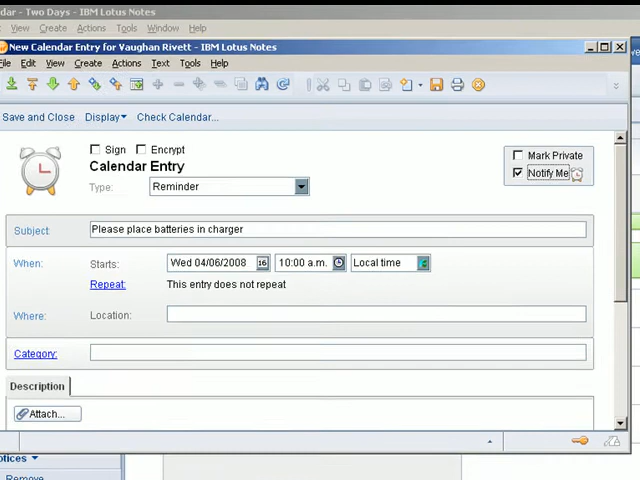 dar - Two Days - IBM Lotus Notes
View Create Actions Tools Window Help
New Calendar Entry for Vaughan Rivett - IBM Lotus Notes
File Edit View Create Actions Text Tools Help
Save and Close Display Check Calendar...
Sign Encrypt
Mark Private
Calendar Entry
Notify Me
Type: Reminder
Subject: Please place batteries in charger
When: Starts: Wed 04/06/2008 16 10:00 a.m. Local time
Repeat: This entry does not repeat
Where: Location:
Category:
Description
Attach...
otices
Remove